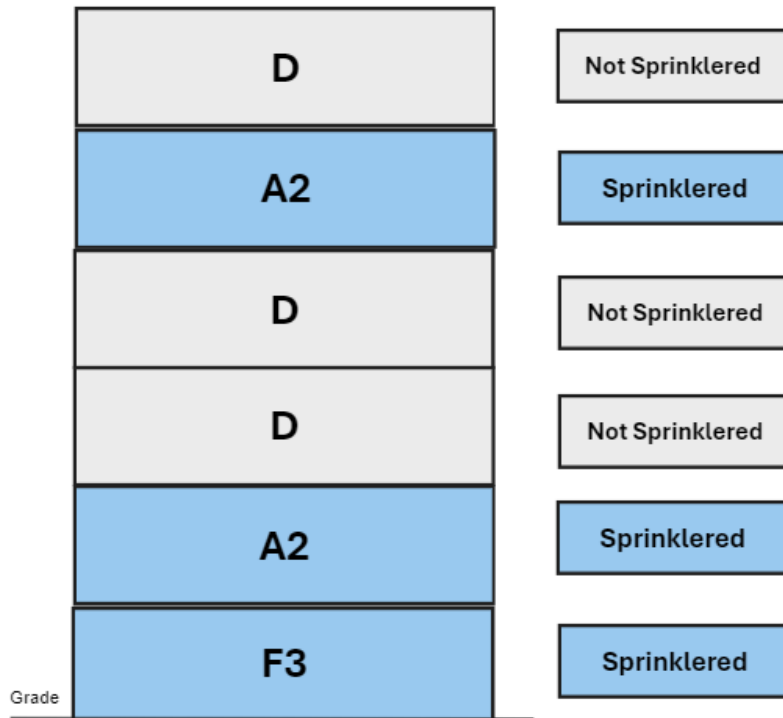 D
Not Sprinklered
A2
Sprinklered
D
Not Sprinklered
D
Not Sprinklered
A2
Sprinklered
F3
Sprinklered
Grade